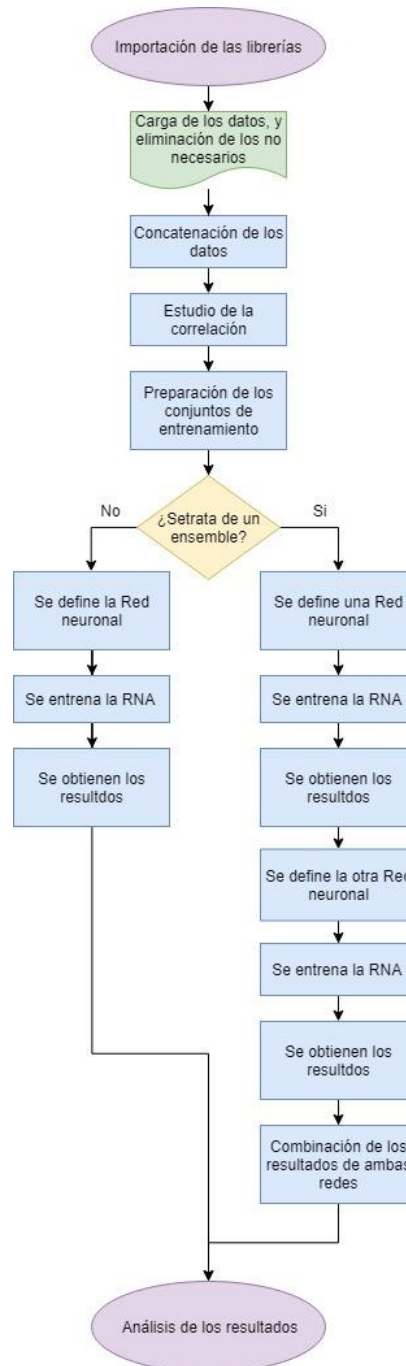 Importación de las librerías
Carga de los datos, y
eliminación de los no
necesarios
Concatenación de los
datos
Estudio de la
correlación
Preparación de los
conjuntos de
entrenamiento
¿Setrata de un
ensemble?
No
Se define la Red
neuronal
Se entrena la RNA
Se obtienen los
resultdos
Si
Se define una Red
neuronal
Se entrena la RNA
Se obtienen los
resultdos
Se define la otra Red
neuronal
Se entrena la RNA
Se obtienen los
resultdos
Combinación de los
resultados de ambas
redes
Análisis de los resultados